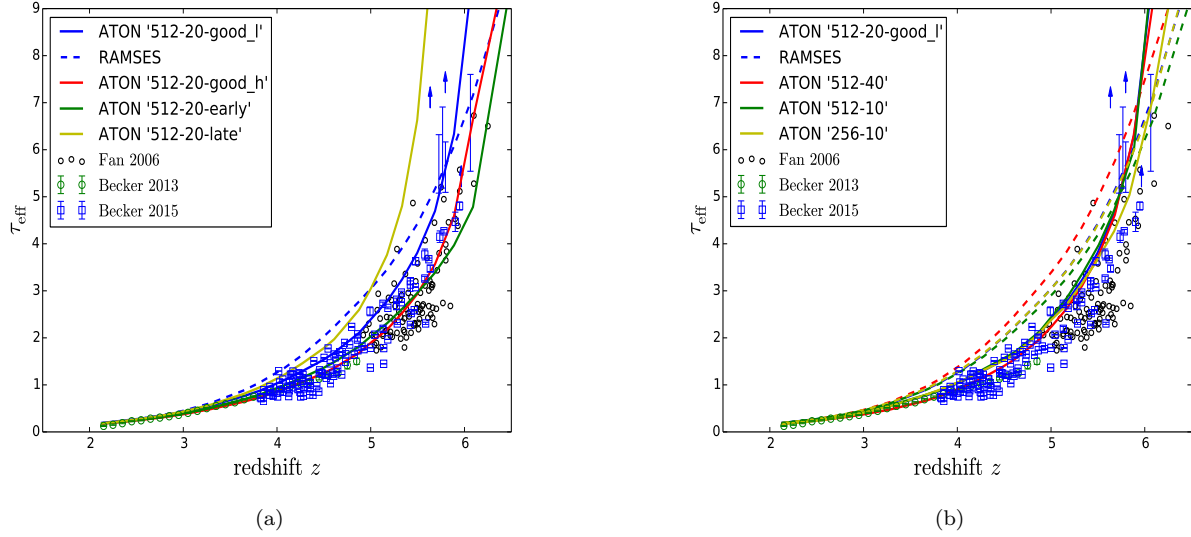 9
8
7
6
5
4
3
2
1
0
τeff
ATON '512-20-good_l'
RAMSES
ATON '512-20-good_h'
ATON '512-20-early'
ATON '512-20-late'
Fan 2006
Becker 2013
Becker 2015
2 3 4 5 6
redshift z
(a)
9
8
7
6
5
4
3
2
1
0
τeff
ATON '512-20-good_l'
RAMSES
ATON '512-40'
ATON '512-10'
ATON '256-10'
Fan 2006
Becker 2013
Becker 2015
2 3 4 5 6
redshift z
(b)